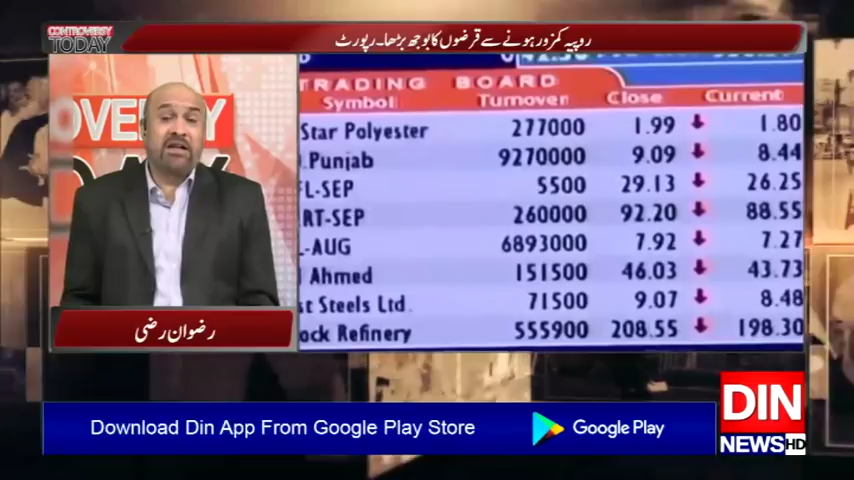 CONTROVERSY
TODAY
روپیہ کمزور ہونے سے قرضوں کا بوجھ بڑھا۔ رپورٹ
OVERSY
DAY
TRADING BOARD
Symbol Turnover Close Current
Star Polyester 277000 1.99 1.80
.Punjab 9270000 9.09 8.44
FL-SEP 5500 29.13 26.25
RT-SEP 260000 92.20 88.55
L-AUG 6893000 7.92 7.27
Ahmed 151500 46.03 43.73
st Steels Ltd. 71500 9.07 8.48
ock Refinery 555900 208.55 198.30
رضوان رضی
Download Din App From Google Play Store
Google Play
DIN
NEWS HD